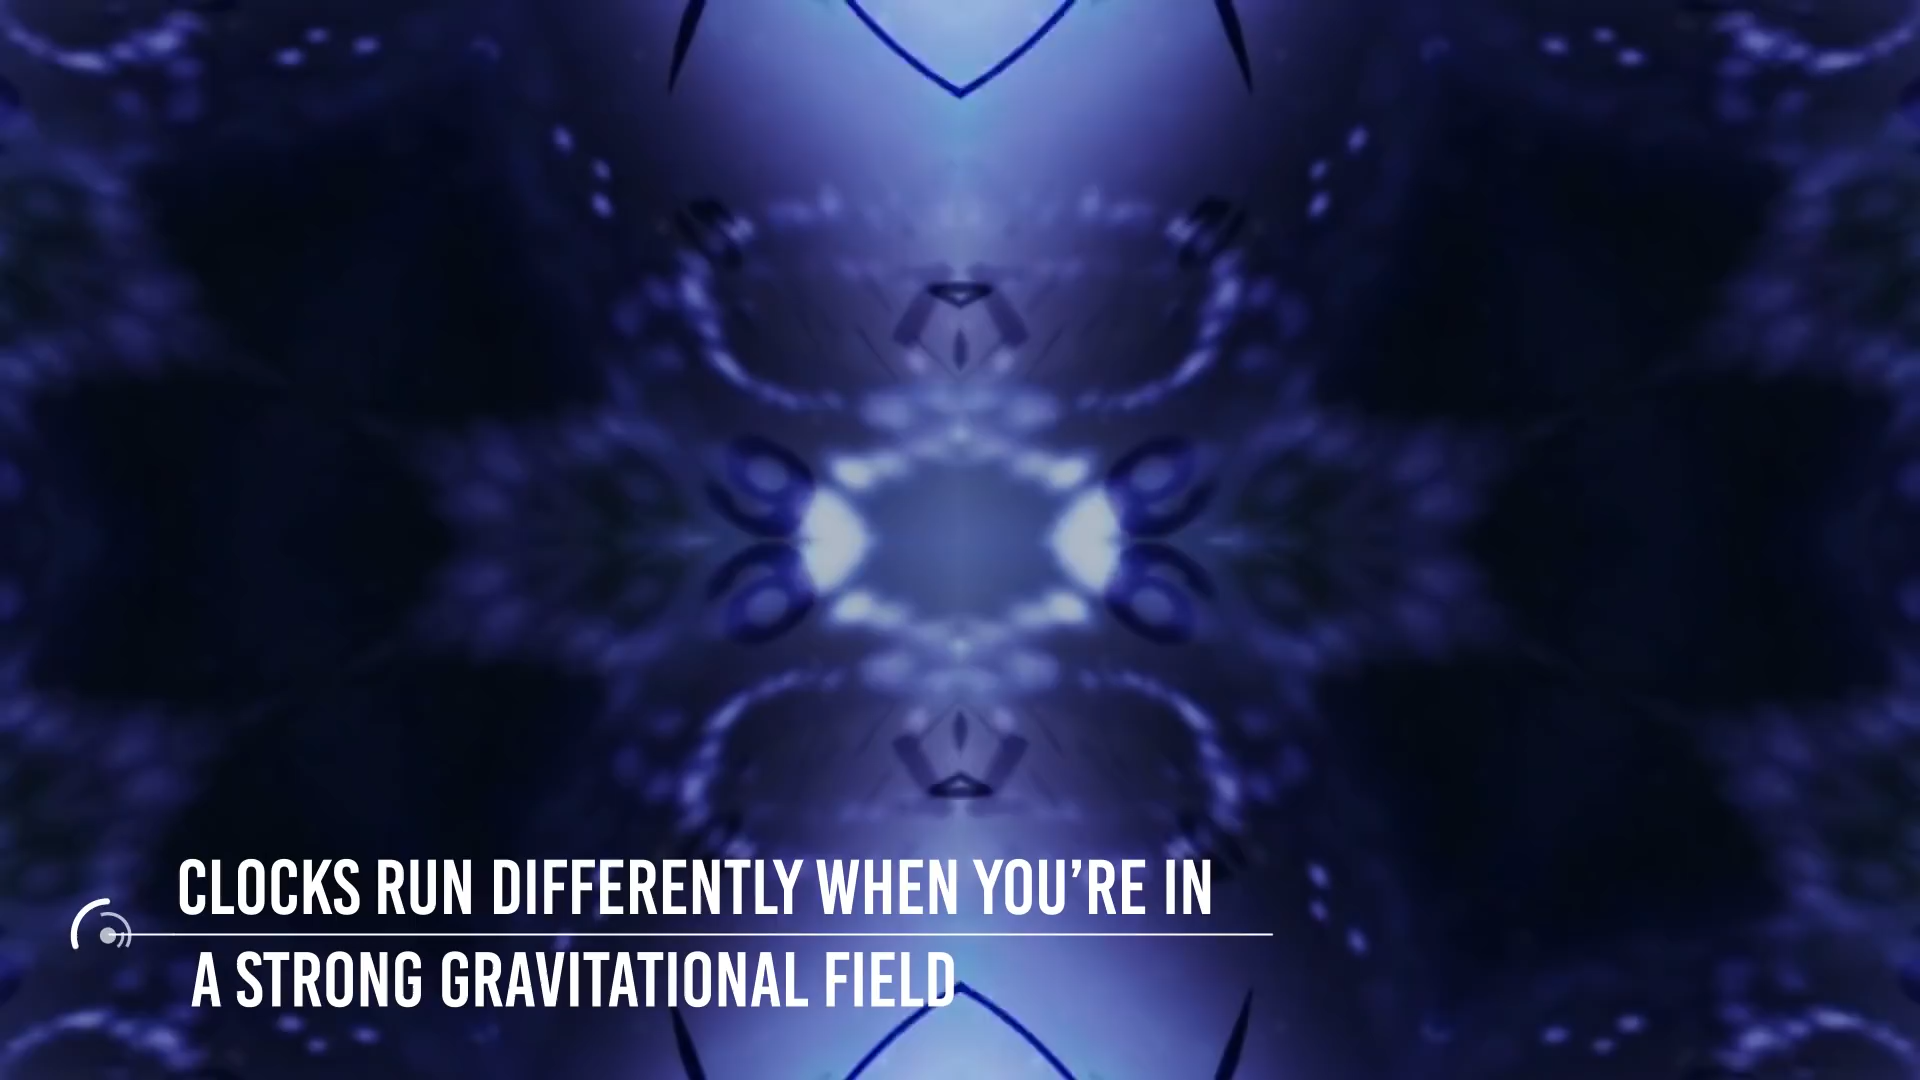 CLOCKS RUN DIFFERENTLY WHEN YOU’RE IN
A STRONG GRAVITATIONAL FIELD